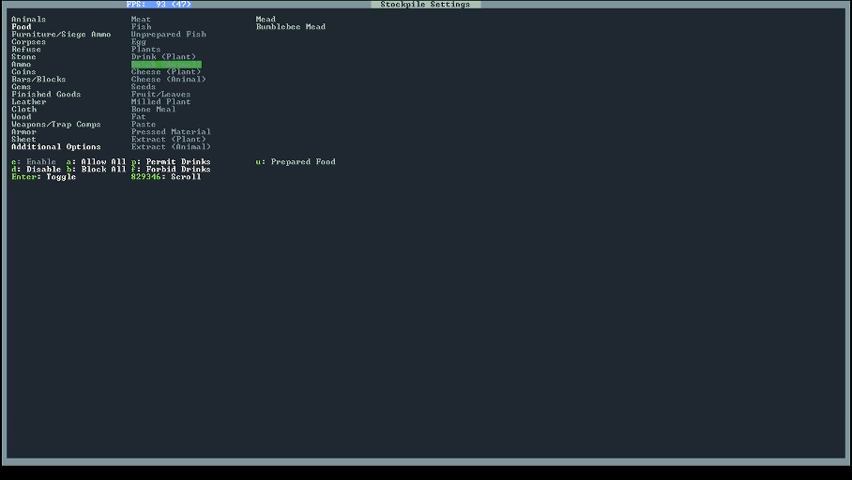 FPS: 93 (47) Stockpile Settings
Animals Meat Mead
Food Fish Bumblebee Mead
Furniture/Siege Ammo Unprepared Fish
Corpses Egg
Refuse Plants
Stone Drink (Plant)
Ammo Drink (Animal)
Coins Cheese (Plant)
Bars/Blocks Cheese (Animal)
Gems Seeds
Finished Goods Fruit/Leaves
Leather Milled Plant
Cloth Bone Meal
Wood Fat
Weapons/Trap Comps Paste
Armor Pressed Material
Sheet Extract (Plant)
Additional Options Extract (Animal)
e: Enable a: Allow All p: Permit Drinks u: Prepared Food
d: Disable b: Block All f: Forbid Drinks
Enter: Toggle 829346: Scroll